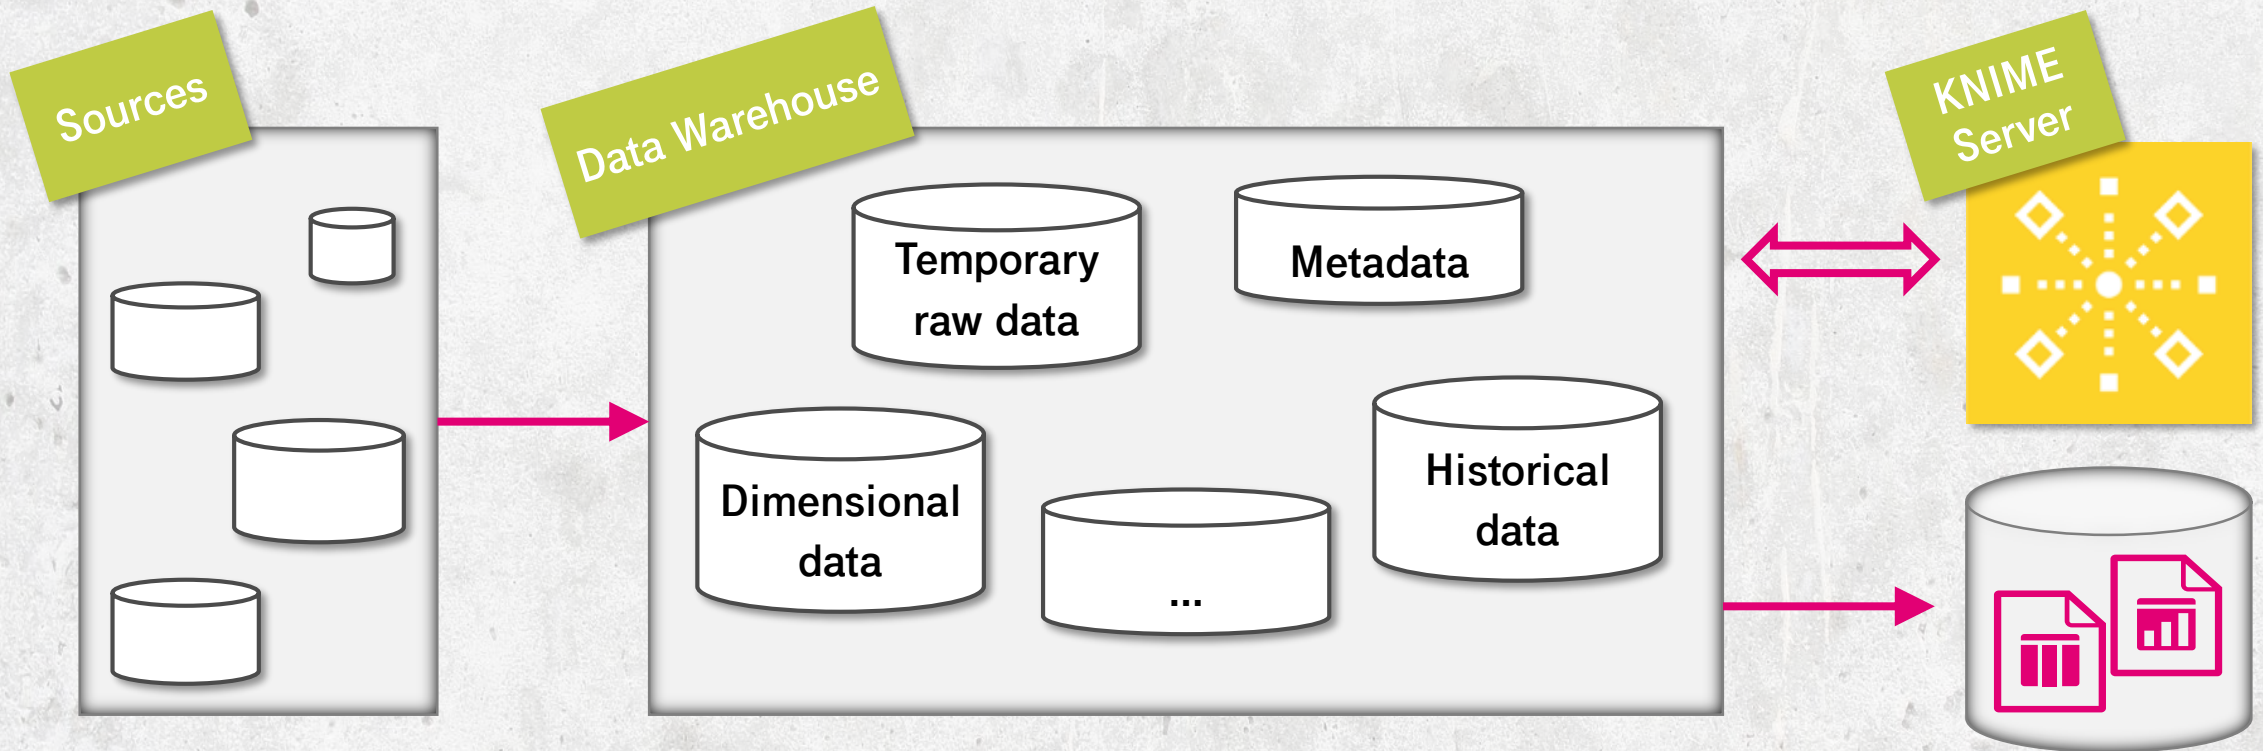 Sources
Data Warehouse
KNIME
Server
Temporary
raw data
Metadata
Dimensional
data
...
Historical
data